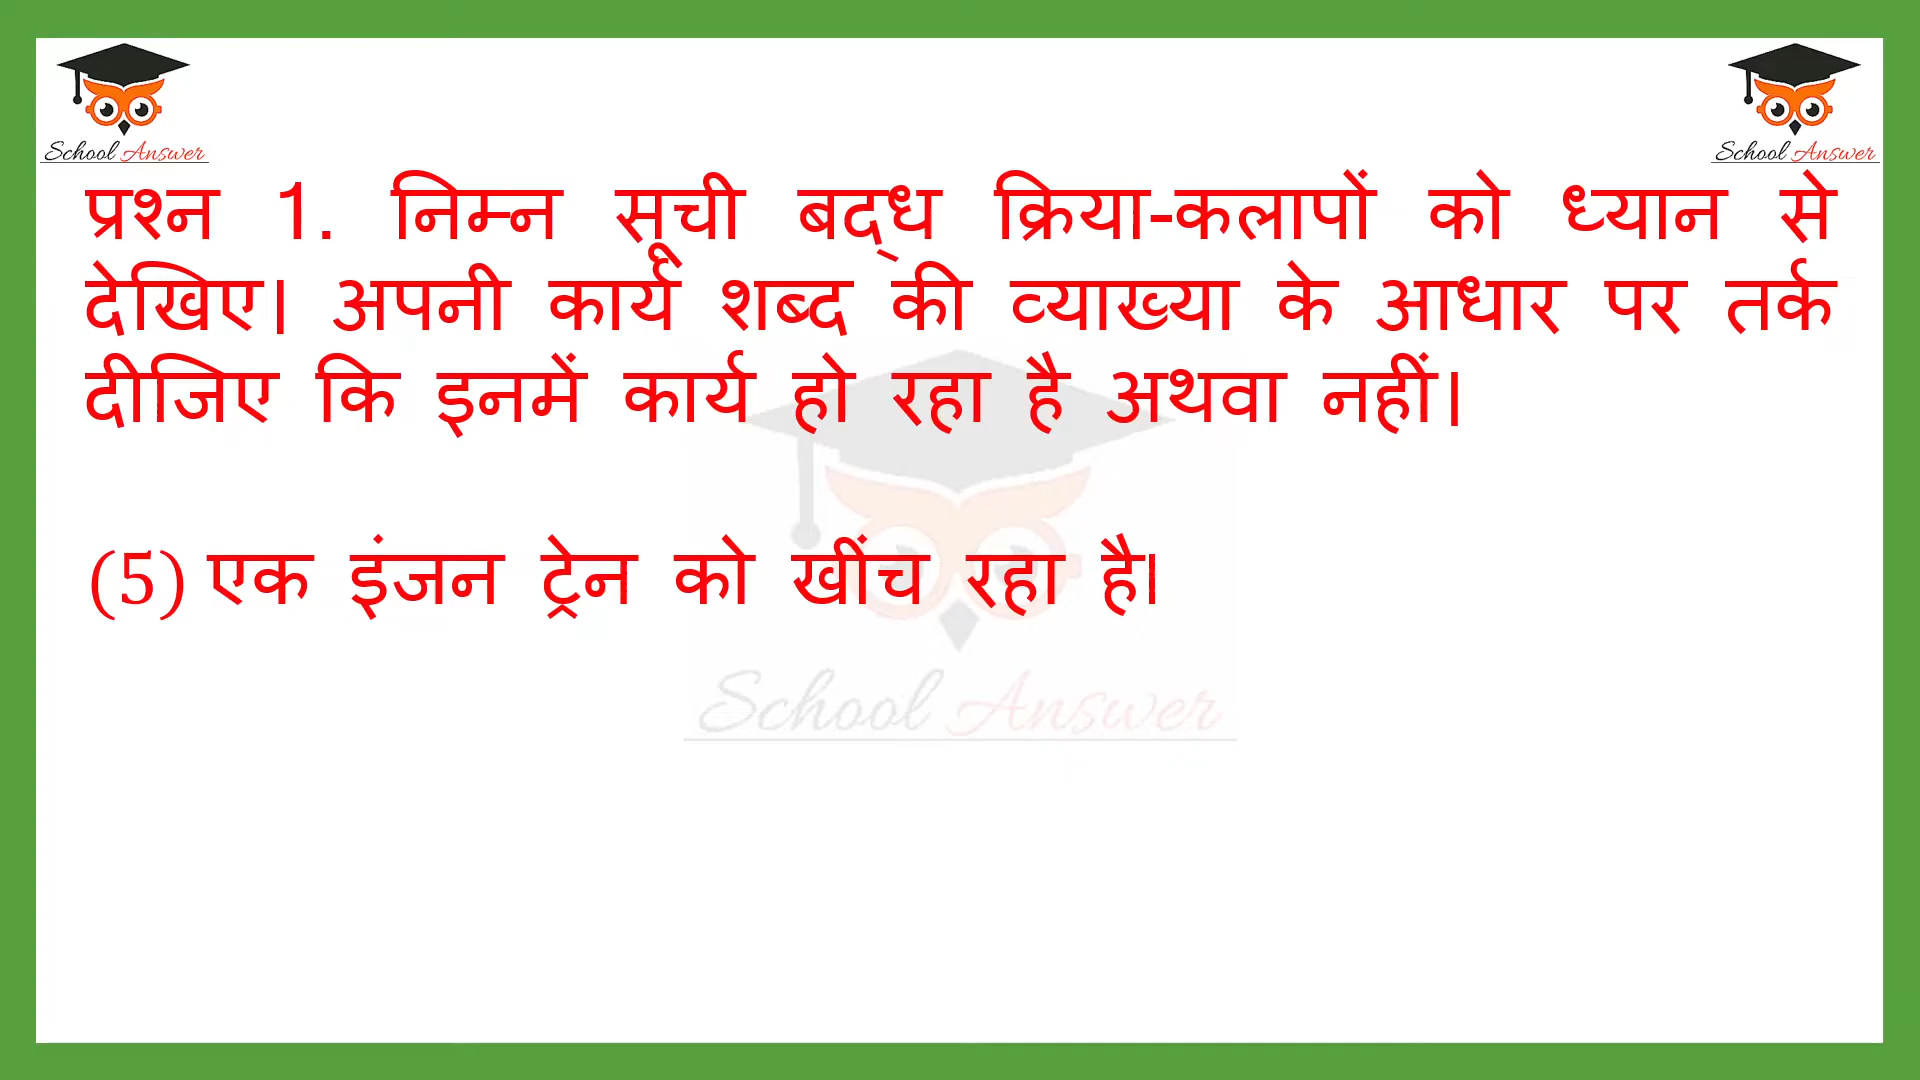 School Answer
School Answer
प्रश्न 1. निम्न सूची बद्ध क्रिया-कलापों को ध्यान से
देखिए। अपनी कार्य शब्द की व्याख्या के आधार पर तर्क
दीजिए कि इनमें कार्य हो रहा है अथवा नहीं।
(5) एक इंजन ट्रेन को खींच रहा है।
School Answer